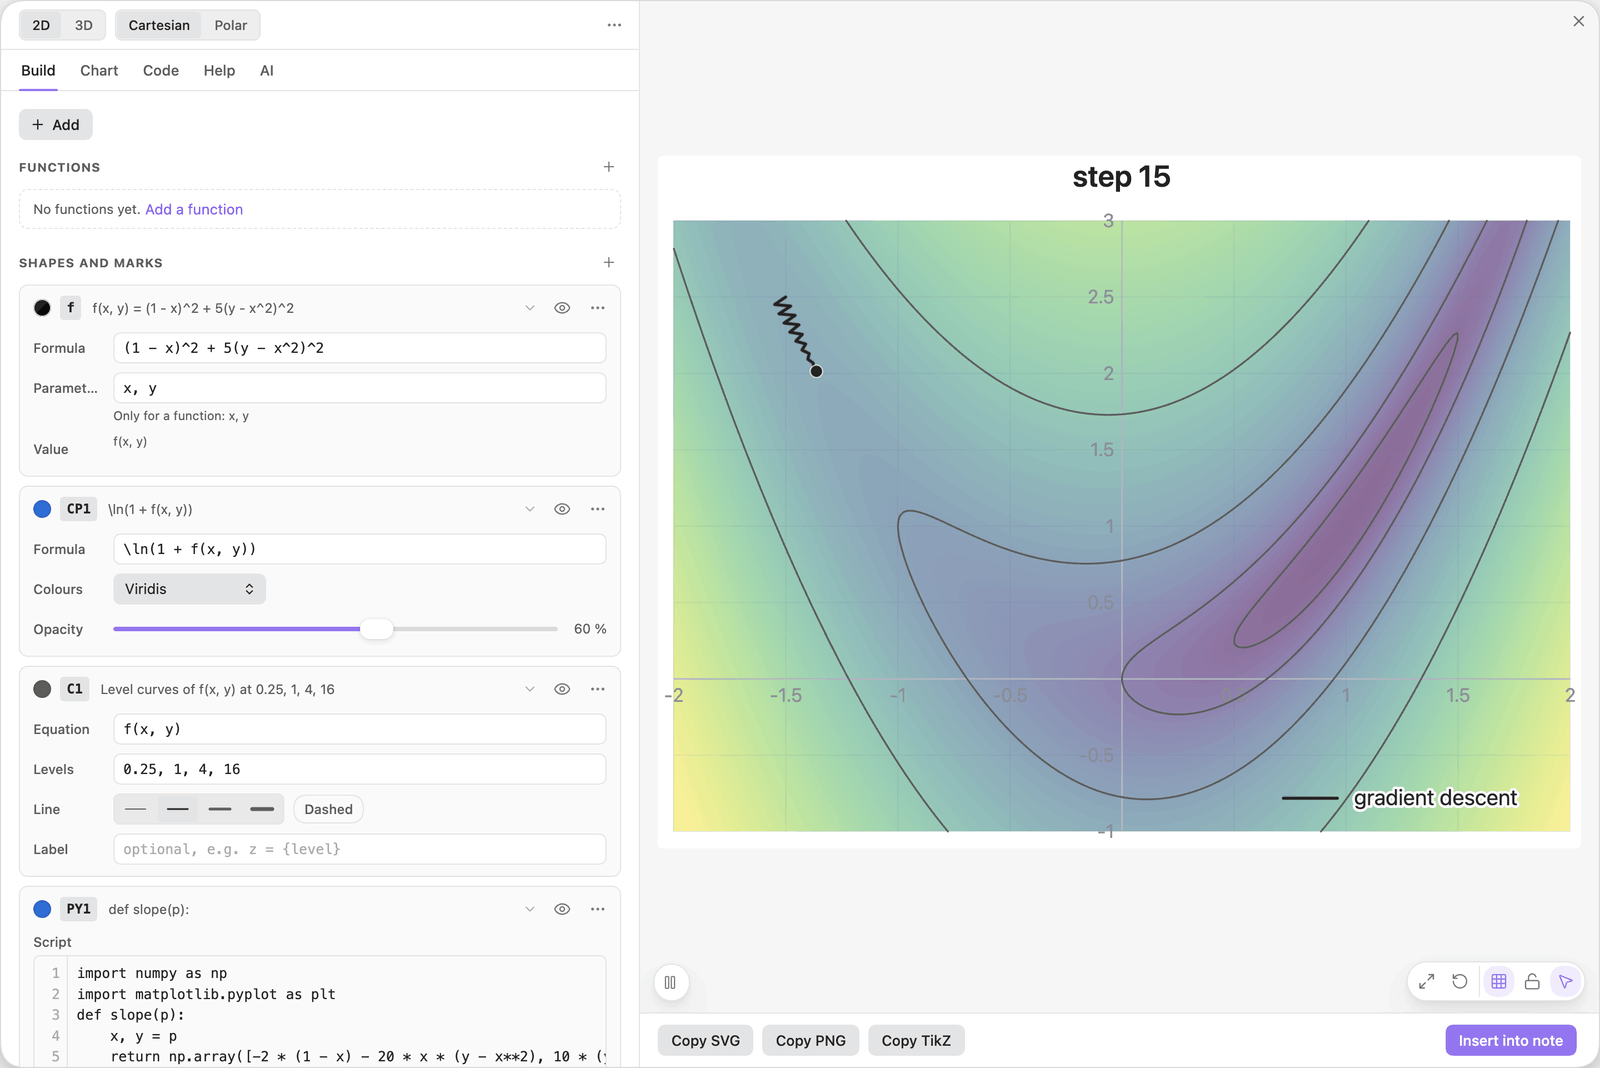 2D 3D Cartesian Polar
Build Chart Code Help AI
+ Add
FUNCTIONS
No functions yet. Add a function
SHAPES AND MARKS
f f(x, y) = (1 - x)^2 + 5(y - x^2)^2
Formula (1 − x)^2 + 5(y − x^2)^2
Paramet... x, y
Only for a function: x, y
Value f(x, y)
CP1 \ln(1 + f(x, y))
Formula \ln(1 + f(x, y))
Colours Viridis
Opacity 60 %
C1 Level curves of f(x, y) at 0.25, 1, 4, 16
Equation f(x, y)
Levels 0.25, 1, 4, 16
Line Dashed
Label optional, e.g. z = {level}
PY1 def slope(p):
Script
1 import numpy as np
2 import matplotlib.pyplot as plt
3 def slope(p):
4 x, y = p
5 return np.array([−2 * (1 − x) − 20 * x * (y − x**2), 10 * (
step 15
3
2.5
2
1.5
1
0.5
-2 -1.5 -1 -0.5 1 1.5 2
-0.5
gradient descent
-1
Copy SVG Copy PNG Copy TikZ Insert into note